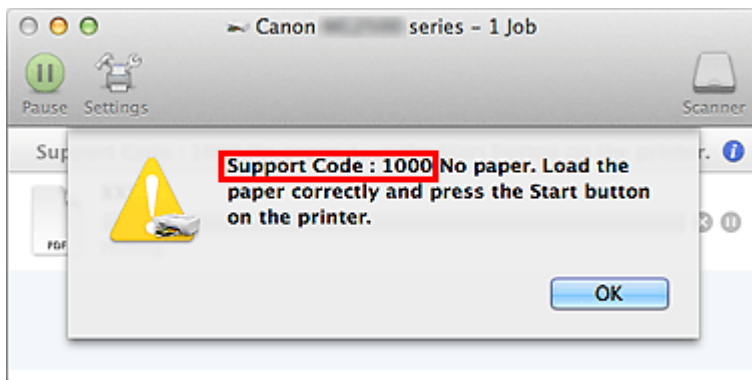 Canon series - 1 Job
Pause Settings Scanner
Sup r.
Support Code : 1000 No paper. Load the
paper correctly and press the Start button
on the printer.
PDF
OK